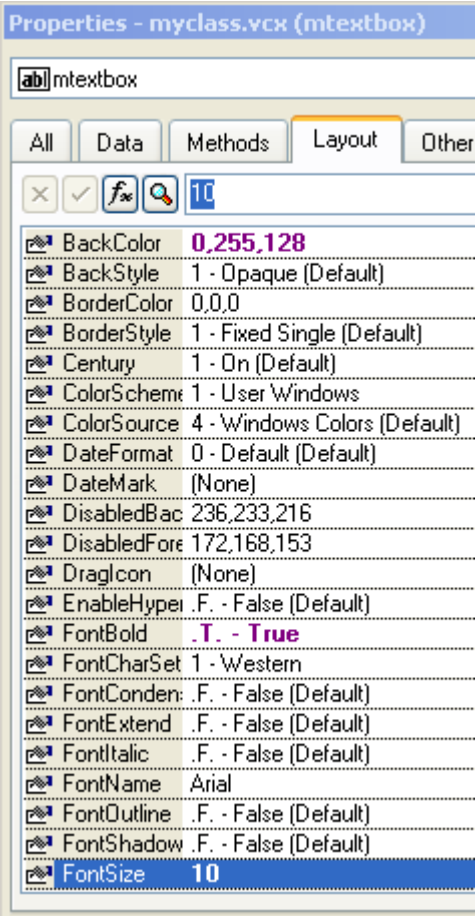 Properties - myclass.vcx (mtextbox)
abl mtextbox
All Data Methods Layout Other
fx 10
BackColor 0,255,128
BackStyle 1 - Opaque (Default)
BorderColor 0,0,0
BorderStyle 1 - Fixed Single (Default)
Century 1 - On (Default)
ColorScheme 1 - User Windows
ColorSource 4 - Windows Colors (Default)
DateFormat 0 - Default (Default)
DateMark (None)
DisabledBac 236,233,216
DisabledFore 172,168,153
DragIcon (None)
EnableHyper .F. - False (Default)
FontBold .T. - True
FontCharSet 1 - Western
FontConden .F. - False (Default)
FontExtend .F. - False (Default)
FontItalic .F. - False (Default)
FontName Arial
FontOutline .F. - False (Default)
FontShadow .F. - False (Default)
FontSize 10